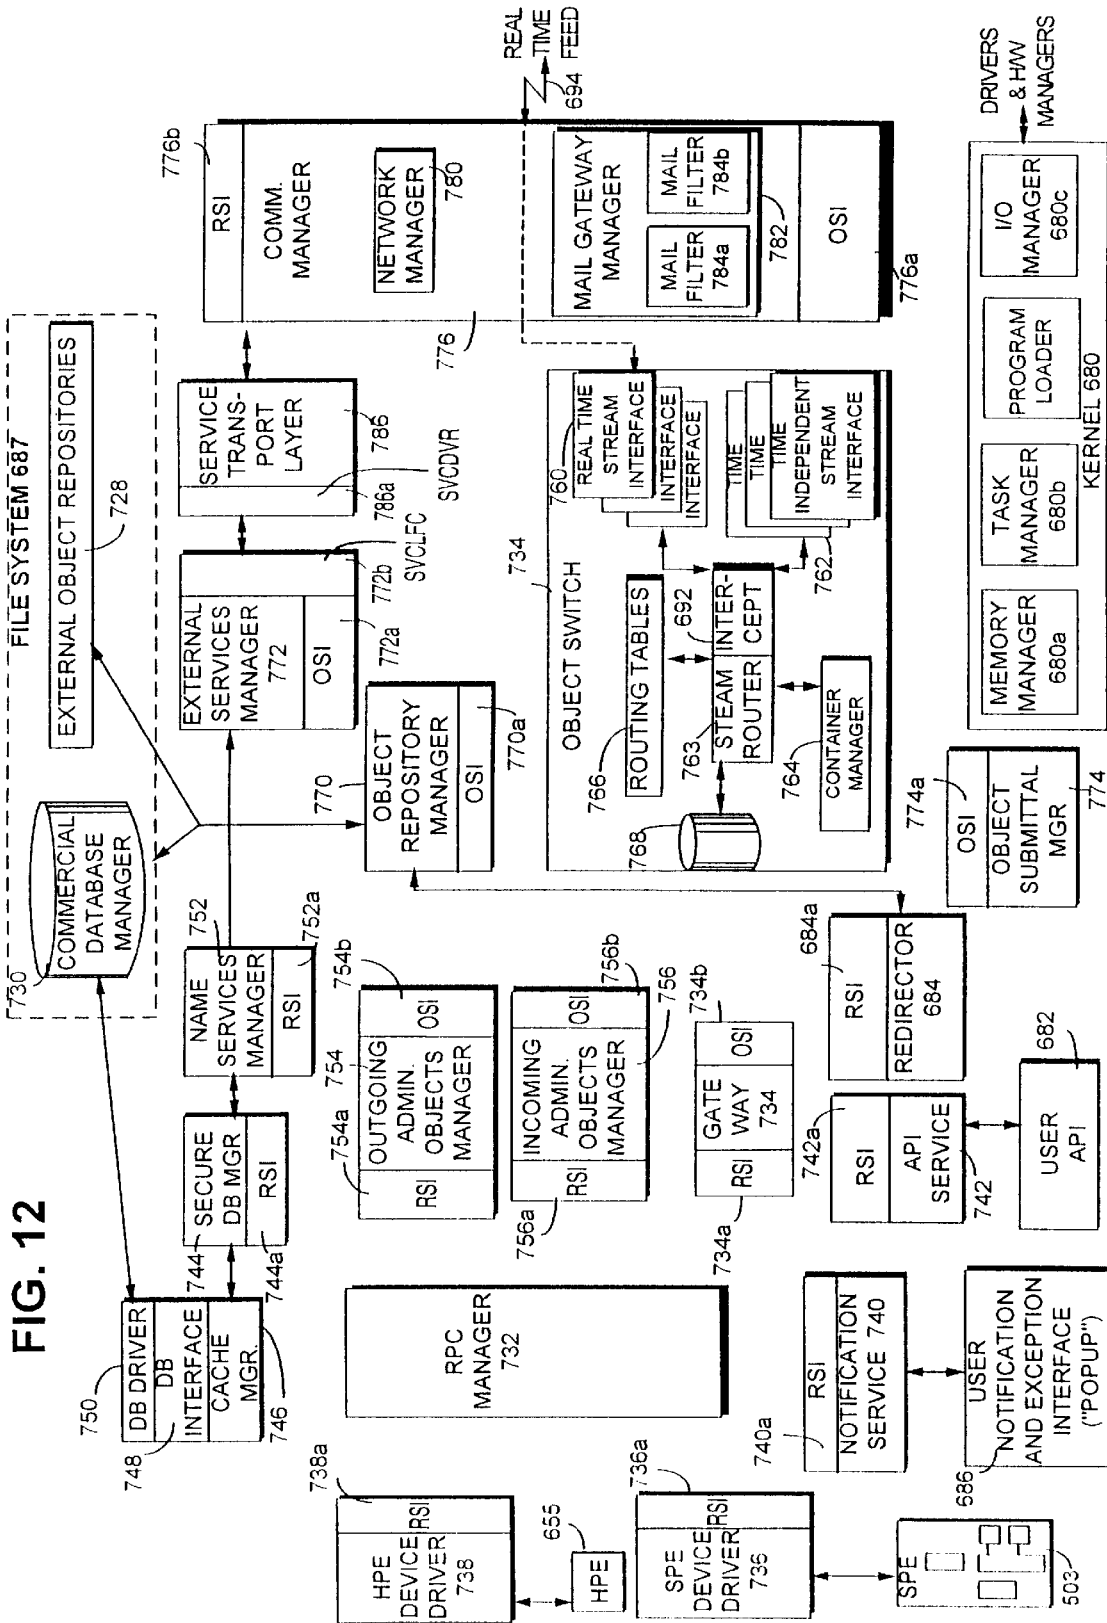 FIG. 12
FILE SYSTEM 687
730
COMMERCIAL
DATABASE
MANAGER
EXTERNAL OBJECT REPOSITORIES
728
750
DB DRIVER
DB
INTERFACE
748
CACHE
MGR.
746
744
SECURE
DB MGR
RSI
744a
NAME
SERVICES
MANAGER
752
RSI
752a
EXTERNAL
SERVICES
MANAGER
772
OSI
772a
772b
SVCLFC
SERVICE
TRANS-
PORT
LAYER
786
786a
SVCDVR
776b
RSI
COMM.
MANAGER
NETWORK
MANAGER
780
776
MAIL GATEWAY
MANAGER
MAIL
FILTER
784a
MAIL
FILTER
784b
782
OSI
776a
REAL
TIME
FEED
694
738a
HPE
DEVICE
DRIVER
738
RSI
655
HPE
736a
SPE
DEVICE
DRIVER
736
RSI
SPE
503
RPC
MANAGER
732
754a
754
754b
RSI
OUTGOING
ADMIN.
OBJECTS
MANAGER
OSI
756b
RSI
INCOMING
ADMIN.
OBJECTS
MANAGER
OSI
756a
756
734b
RSI
GATE
WAY
734
OSI
734a
770
OBJECT
REPOSITORY
MANAGER
OSI
770a
734
OBJECT SWITCH
766
ROUTING TABLES
692
763
STEAM
ROUTER
INTER-
CEPT
764
CONTAINER
MANAGER
768
760
REAL TIME
STREAM
INTERFACE
INTERFACE
INTERFACE
TIME
TIME
TIME
INDEPENDENT
STREAM
INTERFACE
762
740a
RSI
NOTIFICATION
SERVICE 740
USER
NOTIFICATION
AND EXCEPTION
INTERFACE
("POPUP")
686
742a
RSI
API
SERVICE
742
USER
API
682
684a
RSI
REDIRECTOR
684
774a
OSI
OBJECT
SUBMITTAL
MGR
774
MEMORY
MANAGER
680a
TASK
MANAGER
680b
PROGRAM
LOADER
I/O
MANAGER
680c
KERNEL 680
DRIVERS
& H/W
MANAGERS